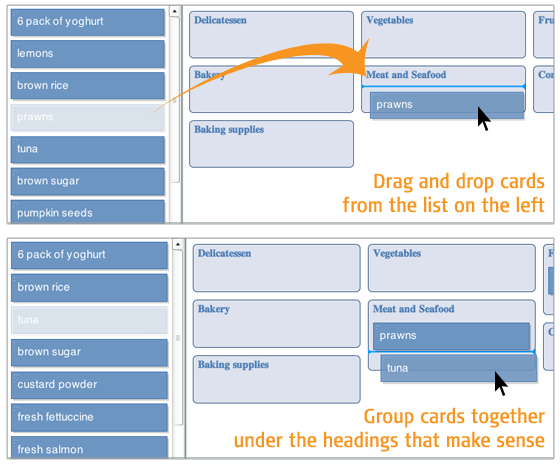 6 pack of yoghurt
lemons
brown rice
prawns
tuna
brown sugar
pumpkin seeds
Delicatessen
Vegetables
Fru
Bakery
Meat and Seafood
Con
prawns
Baking supplies
Drag and drop cards
from the list on the left
6 pack of yoghurt
brown rice
tuna
brown sugar
custard powder
fresh fettuccine
fresh salmon
Delicatessen
Vegetables
F
Bakery
Meat and Seafood
C
prawns
Baking supplies
tuna
Group cards together
under the headings that make sense